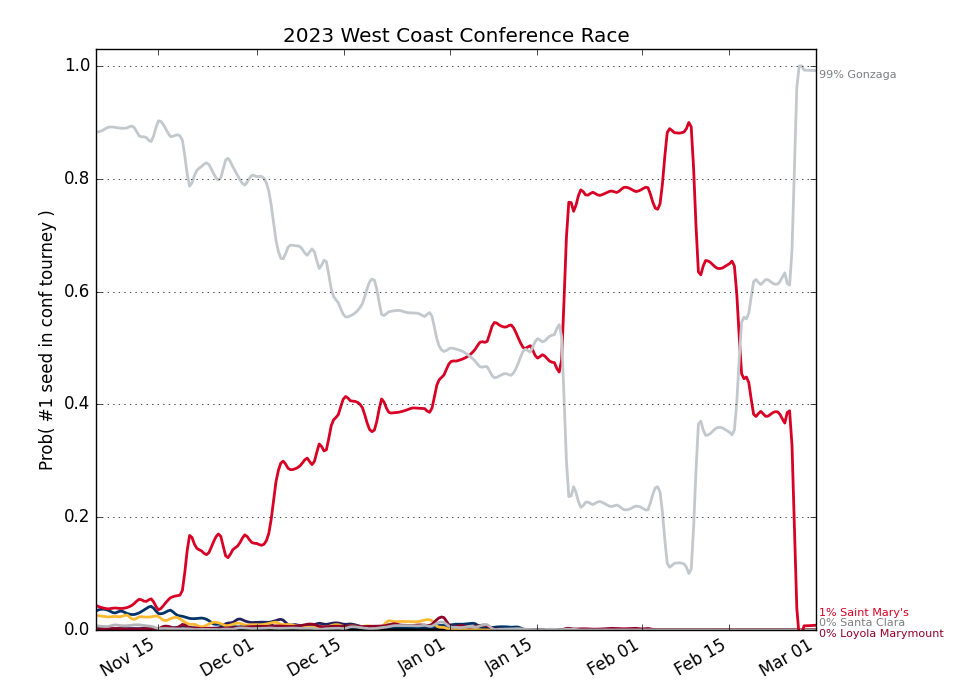 2023 West Coast Conference Race
Prob( #1 seed in conf tourney )
1.0
0.8
0.6
0.4
0.2
0.0
Nov 15
Dec 01
Dec 15
Jan 01
Jan 15
Feb 01
Feb 15
Mar 01
99% Gonzaga
1% Saint Mary's
0% Santa Clara
0% Loyola Marymount